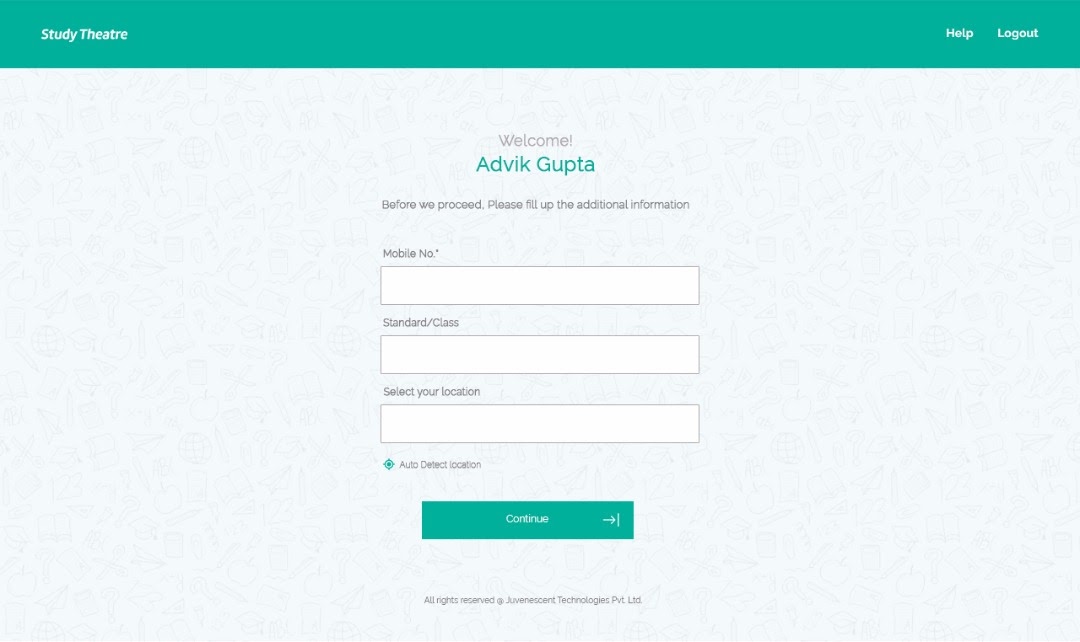 Study Theatre
Help Logout
Welcome!
Advik Gupta
Before we proceed, Please fill up the additional information
Mobile No.*
Standard/Class
Select your location
Auto Detect location
Continue
All rights reserved @ Juvenescent Technologies Pvt. Ltd.